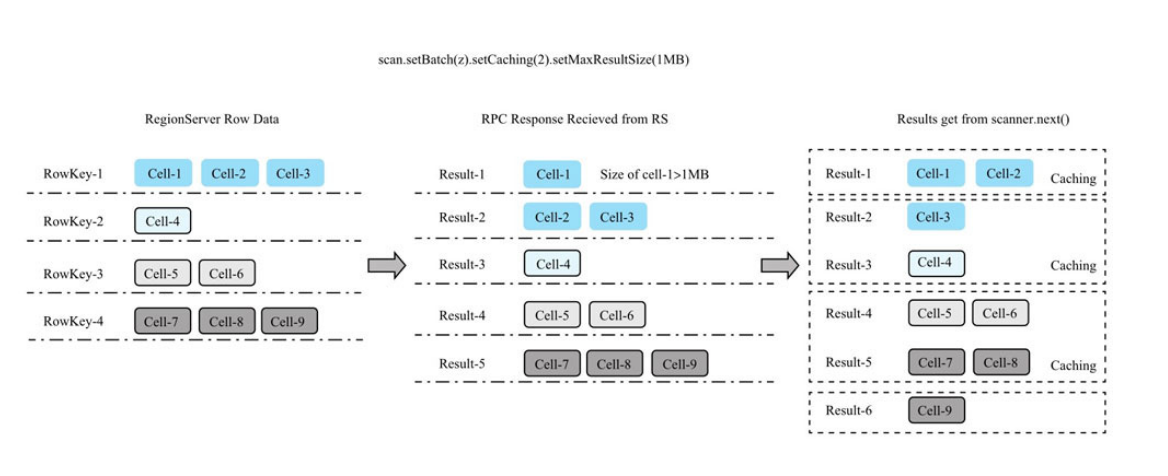 scan.setBatch(z).setCaching(2).setMaxResultSize(1MB)
RegionServer Row Data
RowKey-1 Cell-1 Cell-2 Cell-3
RowKey-2 Cell-4
RowKey-3 Cell-5 Cell-6
RowKey-4 Cell-7 Cell-8 Cell-9
RPC Response Recieved from RS
Result-1 Cell-1 Size of cell-1>1MB
Result-2 Cell-2 Cell-3
Result-3 Cell-4
Result-4 Cell-5 Cell-6
Result-5 Cell-7 Cell-8 Cell-9
Results get from scanner.next()
Result-1 Cell-1 Cell-2 Caching
Result-2 Cell-3
Result-3 Cell-4 Caching
Result-4 Cell-5 Cell-6
Result-5 Cell-7 Cell-8 Caching
Result-6 Cell-9